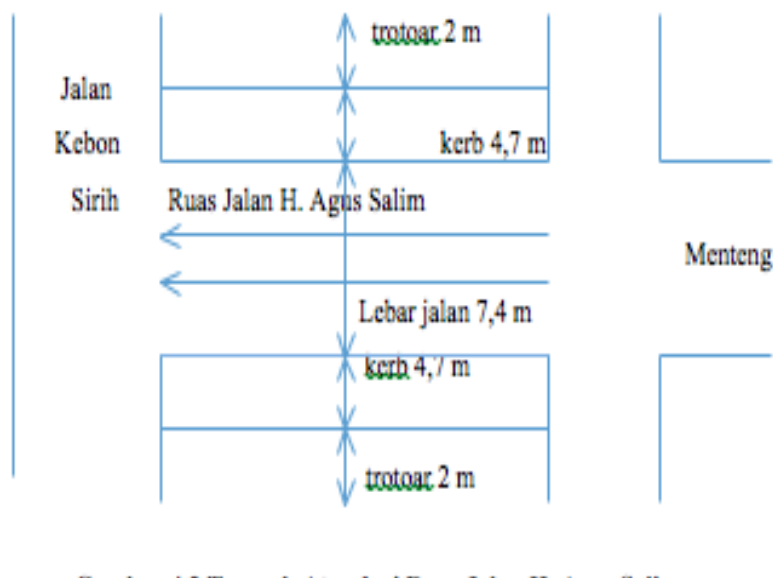 trotoar 2 m
Jalan
Kebon
kerb 4,7 m
Sirih
Ruas Jalan H. Agus Salim
Menteng
Lebar jalan 7,4 m
kerb 4,7 m
trotoar 2 m